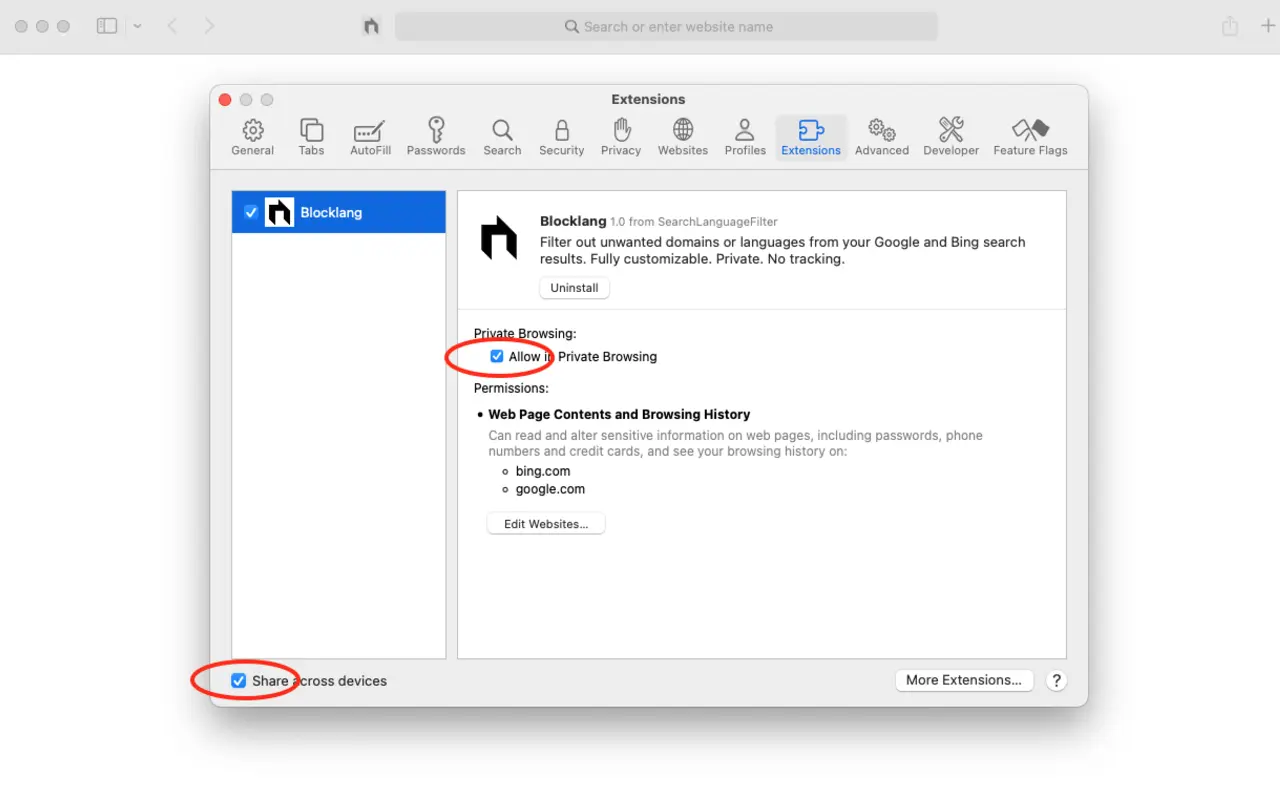 Search or enter website name
Extensions
General Tabs AutoFill Passwords Search Security Privacy Websites Profiles Extensions Advanced Developer Feature Flags
Blocklang
Blocklang 1.0 from SearchLanguageFilter
Filter out unwanted domains or languages from your Google and Bing search
results. Fully customizable. Private. No tracking.
Uninstall
Private Browsing:
Allow in Private Browsing
Permissions:
• Web Page Contents and Browsing History
Can read and alter sensitive information on web pages, including passwords, phone
numbers and credit cards, and see your browsing history on:
bing.com
google.com
Edit Websites...
Share across devices
More Extensions... ?